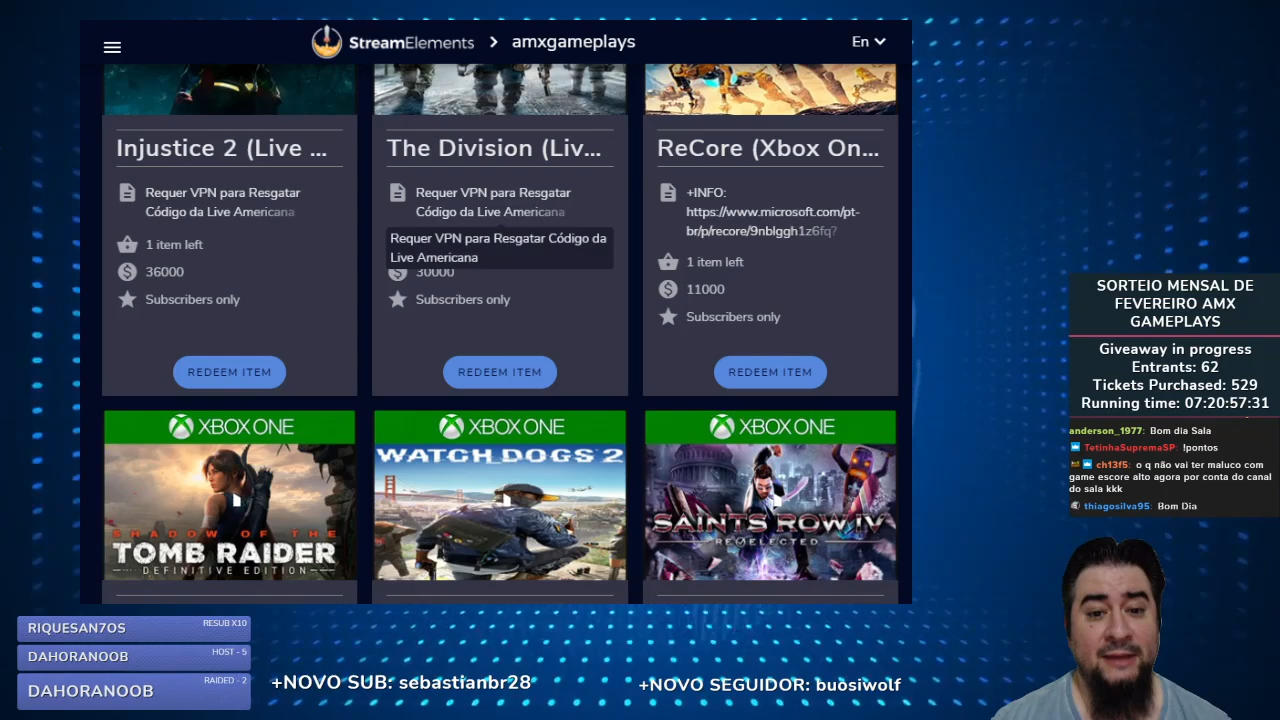 StreamElements > amxgameplays
En
Injustice 2 (Live ...
Requer VPN para Resgatar
Código da Live Americana
1 item left
36000
Subscribers only
REDEEM ITEM
The Division (Liv...
Requer VPN para Resgatar
Código da Live Americana
Requer VPN para Resgatar Código da
Live Americana
30000
Subscribers only
REDEEM ITEM
ReCore (Xbox On...
+INFO:
https://www.microsoft.com/pt-
br/p/recore/9nblggh1z6fq?
1 item left
11000
Subscribers only
REDEEM ITEM
XBOX ONE
SHADOW OF THE
TOMB RAIDER
DEFINITIVE EDITION
XBOX ONE
WATCH DOGS 2
XBOX ONE
SAINTS ROW IV
RE-ELECTED
SORTEIO MENSAL DE
FEVEREIRO AMX
GAMEPLAYS
Giveaway in progress
Entrants: 62
Tickets Purchased: 529
Running time: 07:20:57:31
anderson_1977: Bom dia Sala
TetinhaSupremaSP: !pontos
ch13f5: o q não vai ter maluco com
game escore alto agora por conta do canal
do sala kkk
thiagosilva95: Bom Dia
RIQUESAN7OS RESUB X10
DAHORANOOB HOST - 5
DAHORANOOB RAIDED - 2
+NOVO SUB: sebastianbr28
+NOVO SEGUIDOR: buosiwolf